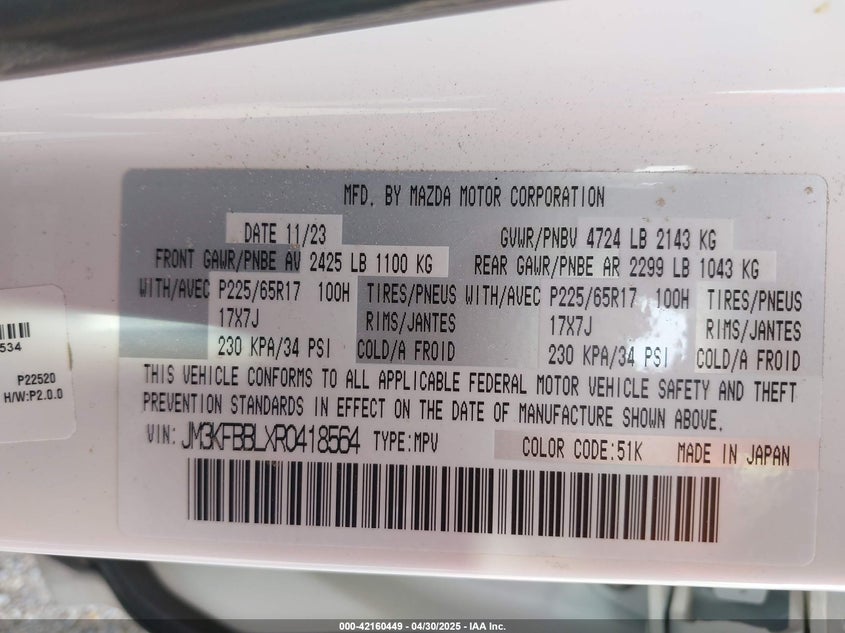 MFD. BY MAZDA MOTOR CORPORATION
DATE 11/23 GVWR/PNBV 4724 LB 2143 KG
FRONT GAWR/PNBE AV 2425 LB 1100 KG REAR GAWR/PNBE AR 2299 LB 1043 KG
WITH/AVEC P225/65R17 100H TIRES/PNEUS WITH/AVEC P225/65R17 100H TIRES/PNEUS
17X7J RIMS/JANTES 17X7J RIMS/JANTES
230 KPA/34 PSI COLD/A FROID 230 KPA/34 PSI COLD/A FROID
THIS VEHICLE CONFORMS TO ALL APPLICABLE FEDERAL MOTOR VEHICLE SAFETY AND THEFT
PREVENTION STANDARDS IN EFFECT ON THE DATE OF MANUFACTURE SHOWN ABOVE.
VIN: JM3KFBBLXR0418564 TYPE:MPV COLOR CODE:51K MADE IN JAPAN
534
P22520
H/W:P2.0.0
000-42160449 - 04/30/2025 - IAA Inc.